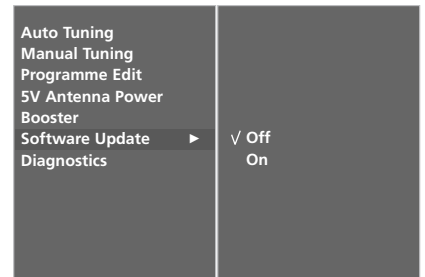 Auto Tuning
Manual Tuning
Programme Edit
5V Antenna Power
Booster
Software Update ►
Diagnostics
√ Off
On